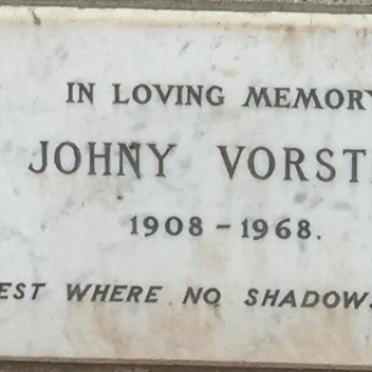 IN LOVING MEMORY
JOHNY VORST
1908 - 1968.
EST WHERE NO SHADOWS